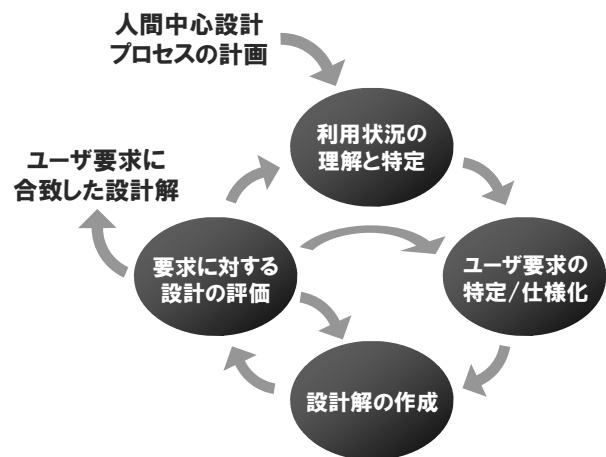 人間中心設計
プロセスの計画
利用状況の
理解と特定
ユーザ要求に
合致した設計解
要求に対する
設計の評価
ユーザ要求の
特定/仕様化
設計解の作成